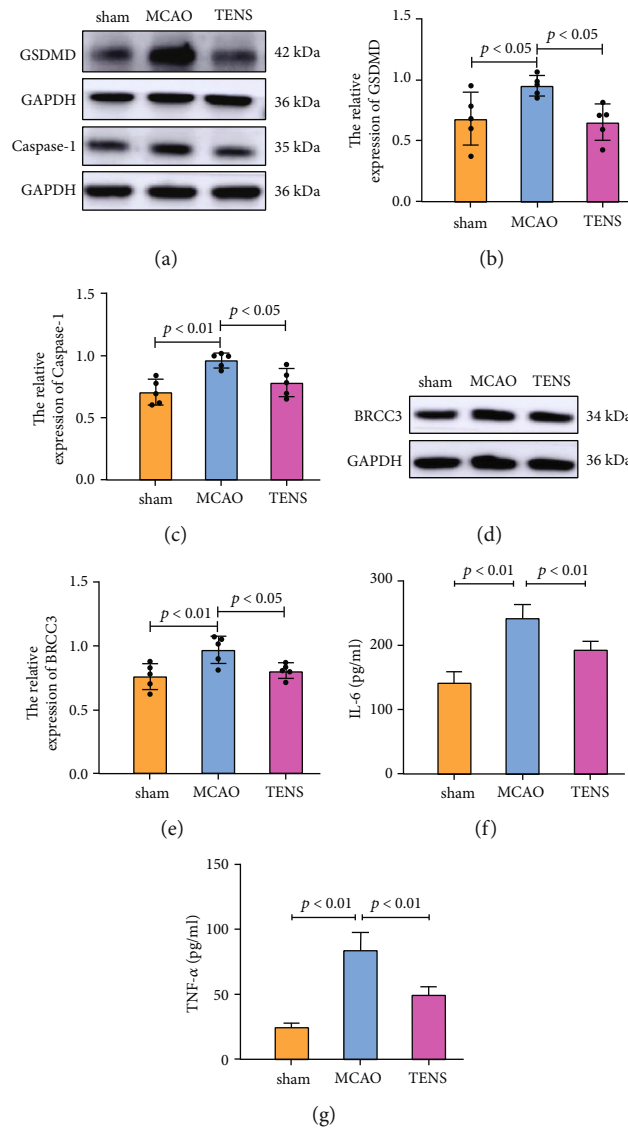 sham MCAO TENS
GSDMD 42 kDa
GAPDH 36 kDa
Caspase-1 35 kDa
GAPDH 36 kDa
(a)
The relative
expression of GSDMD
1.5
1.0
0.5
0.0
p < 0.05
p < 0.05
sham MCAO TENS
(b)
The relative
expression of Caspase-1
1.5
1.0
0.5
0.0
p < 0.01
p < 0.05
sham MCAO TENS
(c)
sham MCAO TENS
BRCC3 34 kDa
GAPDH 36 kDa
(d)
The relative
expression of BRCC3
1.5
1.0
0.5
0.0
p < 0.01
p < 0.05
sham MCAO TENS
(e)
IL-6 (pg/ml)
300
200
100
0
p < 0.01 p < 0.01
sham MCAO TENS
(f)
TNF-α (pg/ml)
150
100
50
0
p < 0.01 p < 0.01
sham MCAO TENS
(g)